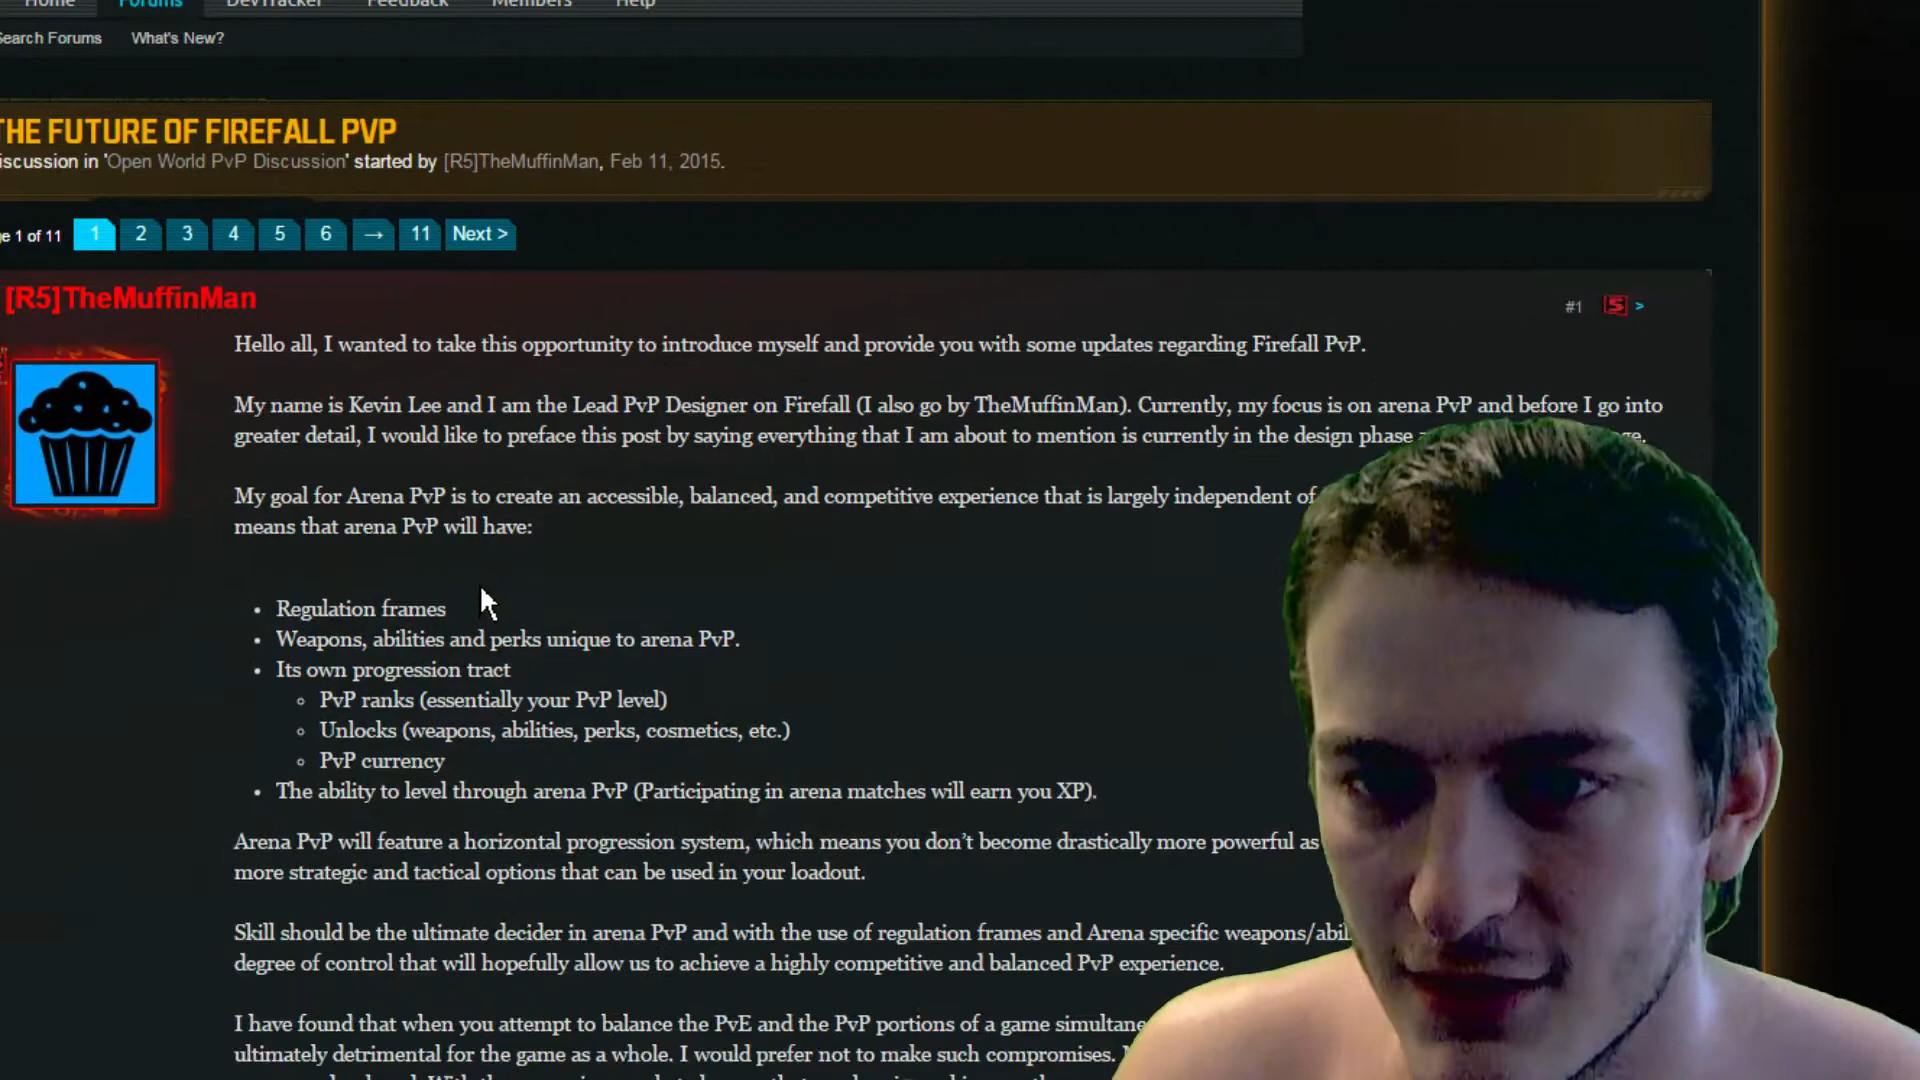 Home Forums DevTracker Feedback Members Help
Search Forums What's New?
THE FUTURE OF FIREFALL PVP
iscussion in 'Open World PvP Discussion' started by [R5]TheMuffinMan, Feb 11, 2015.
e 1 of 11 1 2 3 4 5 6 → 11 Next >
[R5]TheMuffinMan
#1 >
Hello all, I wanted to take this opportunity to introduce myself and provide you with some updates regarding Firefall PvP.
My name is Kevin Lee and I am the Lead PvP Designer on Firefall (I also go by TheMuffinMan). Currently, my focus is on arena PvP and before I go into
greater detail, I would like to preface this post by saying everything that I am about to mention is currently in the design phase
My goal for Arena PvP is to create an accessible, balanced, and competitive experience that is largely independent of
means that arena PvP will have:
• Regulation frames
• Weapons, abilities and perks unique to arena PvP.
• Its own progression tract
◦ PvP ranks (essentially your PvP level)
◦ Unlocks (weapons, abilities, perks, cosmetics, etc.)
◦ PvP currency
• The ability to level through arena PvP (Participating in arena matches will earn you XP).
Arena PvP will feature a horizontal progression system, which means you don’t become drastically more powerful as
more strategic and tactical options that can be used in your loadout.
Skill should be the ultimate decider in arena PvP and with the use of regulation frames and Arena specific weapons/abil
degree of control that will hopefully allow us to achieve a highly competitive and balanced PvP experience.
I have found that when you attempt to balance the PvE and the PvP portions of a game simultane
ultimately detrimental for the game as a whole. I would prefer not to make such compromises.